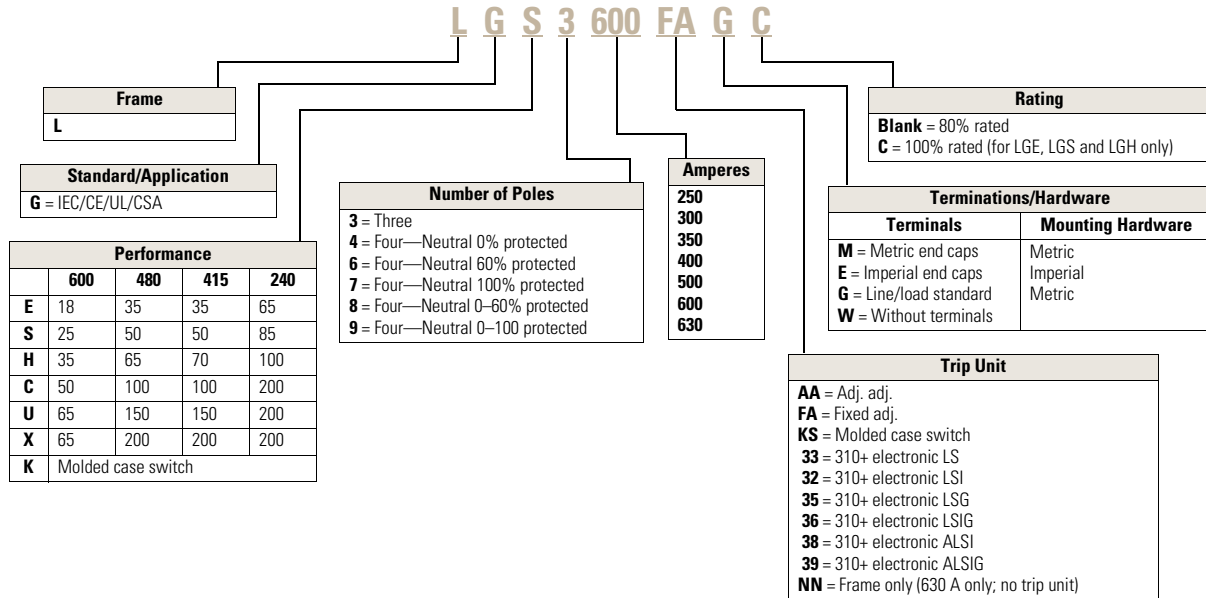 L G S 3 600 FA G C
Frame
L
Standard/Application
G = IEC/CE/UL/CSA
Performance
600 480 415 240
E 18 35 35 65
S 25 50 50 85
H 35 65 70 100
C 50 100 100 200
U 65 150 150 200
X 65 200 200 200
K Molded case switch
Number of Poles
3 = Three
4 = Four—Neutral 0% protected
6 = Four—Neutral 60% protected
7 = Four—Neutral 100% protected
8 = Four—Neutral 0–60% protected
9 = Four—Neutral 0–100 protected
Amperes
250
300
350
400
500
600
630
Rating
Blank = 80% rated
C = 100% rated (for LGE, LGS and LGH only)
Terminations/Hardware
Terminals Mounting Hardware
M = Metric end caps Metric
E = Imperial end caps Imperial
G = Line/load standard Metric
W = Without terminals
Trip Unit
AA = Adj. adj.
FA = Fixed adj.
KS = Molded case switch
33 = 310+ electronic LS
32 = 310+ electronic LSI
35 = 310+ electronic LSG
36 = 310+ electronic LSIG
38 = 310+ electronic ALSI
39 = 310+ electronic ALSIG
NN = Frame only (630 A only; no trip unit)